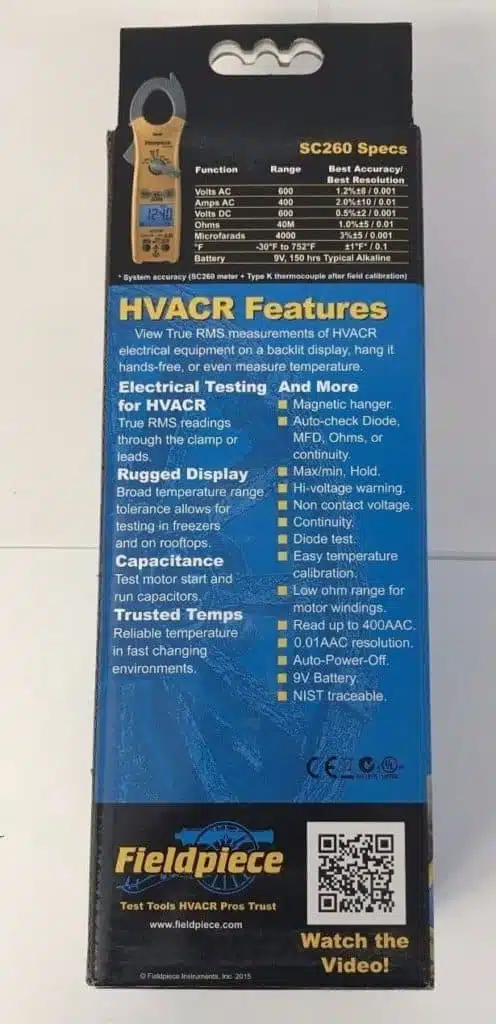 SC260 Specs
Function Range Best Accuracy/
Best Resolution
Volts AC 600 1.2%±8 / 0.001
Amps AC 400 2.0%±10 / 0.01
Volts DC 600 0.5%±2 / 0.001
Ohms 40M 1.0%±5 / 0.01
Microfarads 4000 3%±5 / 0.001
°F -30°F to 752°F ±1°F* / 0.1
Battery 9V, 150 hrs Typical Alkaline
* System accuracy (SC260 meter + Type K thermocouple after field calibration)
HVACR Features
View True RMS measurements of HVACR
electrical equipment on a backlit display, hang it
hands-free, or even measure temperature.
Electrical Testing
for HVACR
True RMS readings
through the clamp or
leads.
Rugged Display
Broad temperature range
tolerance allows for
testing in freezers
and on rooftops.
Capacitance
Test motor start and
run capacitors.
Trusted Temps
Reliable temperature
in fast changing
environments.
And More
Magnetic hanger.
Auto-check Diode,
MFD, Ohms, or
continuity.
Max/min, Hold.
Hi-voltage warning.
Non contact voltage.
Continuity.
Diode test.
Easy temperature
calibration.
Low ohm range for
motor windings.
Read up to 400AAC.
0.01AAC resolution.
Auto-Power-Off.
9V Battery.
NIST traceable.
CE
Fieldpiece
Test Tools HVACR Pros Trust
www.fieldpiece.com
Watch the
Video!
© Fieldpiece Instruments, Inc. 2015